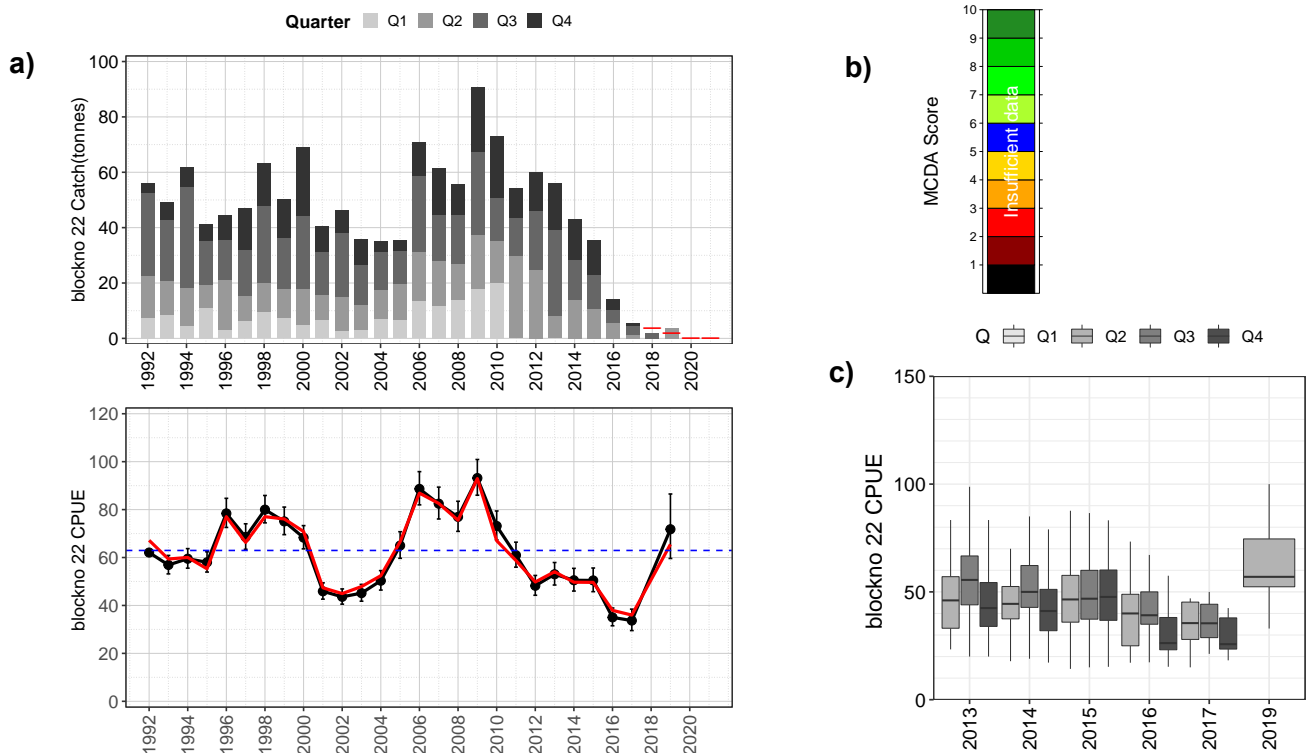 Quarter Q1 Q2 Q3 Q4
a)
blockno 22 Catch(tonnes)
100
80
60
40
20
0
1992 1994 1996 1998 2000 2002 2004 2006 2008 2010 2012 2014 2016 2018 2020
blockno 22 CPUE
120
100
80
60
40
20
0
1992 1994 1996 1998 2000 2002 2004 2006 2008 2010 2012 2014 2016 2018 2020
b)
MCDA Score
10
9
8
7
6
5
4
3
2
1
Insufficient data
Q Q1 Q2 Q3 Q4
c)
blockno 22 CPUE
150
100
50
0
2013 2014 2015 2016 2017 2019